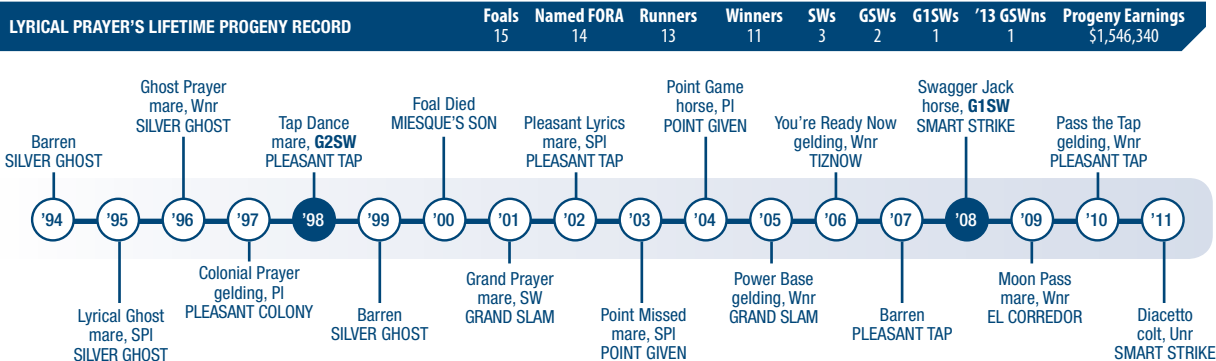 LYRICAL PRAYER'S LIFETIME PROGENY RECORD
Foals Named FORA Runners Winners SWs GSWs G1SWs '13 GSWns Progeny Earnings
15 14 13 11 3 2 1 1 $1,546,340
Barren
SILVER GHOST
Ghost Prayer
mare, Wnr
SILVER GHOST
Tap Dance
mare, G2SW
PLEASANT TAP
Foal Died
MIESQUE'S SON
Pleasant Lyrics
mare, SPI
PLEASANT TAP
Point Game
horse, PI
POINT GIVEN
You're Ready Now
gelding, Wnr
TIZNOW
Swagger Jack
horse, G1SW
SMART STRIKE
Pass the Tap
gelding, Wnr
PLEASANT TAP
'94 '95 '96 '97 '98 '99 '00 '01 '02 '03 '04 '05 '06 '07 '08 '09 '10 '11
Lyrical Ghost
mare, SPI
SILVER GHOST
Colonial Prayer
gelding, PI
PLEASANT COLONY
Barren
SILVER GHOST
Grand Prayer
mare, SW
GRAND SLAM
Point Missed
mare, SPI
POINT GIVEN
Power Base
gelding, Wnr
GRAND SLAM
Barren
PLEASANT TAP
Moon Pass
mare, Wnr
EL CORREDOR
Diacetto
colt, Unr
SMART STRIKE